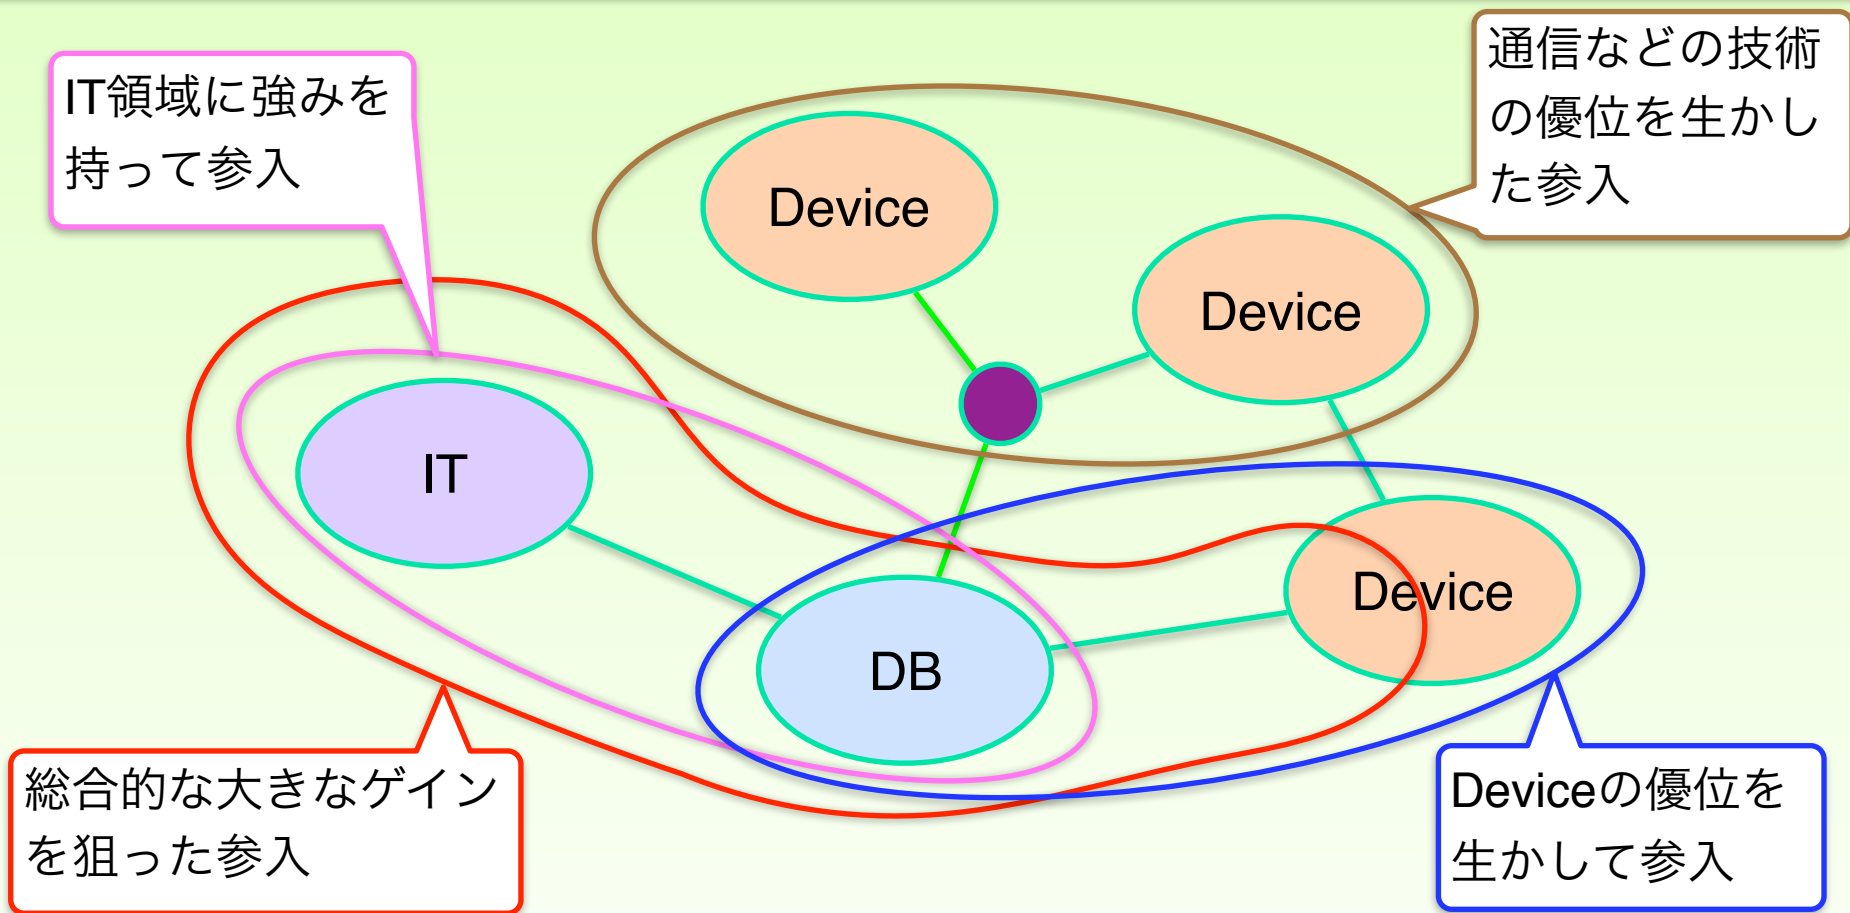 IT領域に強みを
持って参入
通信などの技術
の優位を生かし
た参入
Device
Device
IT
Device
DB
総合的な大きなゲイン
を狙った参入
Deviceの優位を
生かして参入